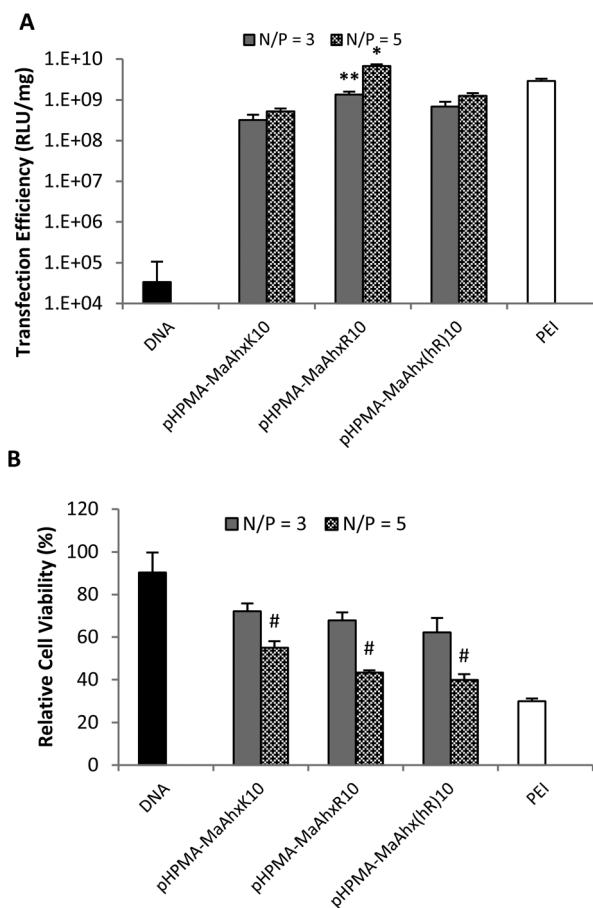 A
N/P = 3 N/P = 5
Transfection Efficiency (RLU/mg)
1.E+10
1.E+09
1.E+08
1.E+07
1.E+06
1.E+05
1.E+04
** *
DNA
pHPMA-MaAhxK10
pHPMA-MaAhxR10
pHPMA-MaAhx(hR)10
PEI
B
N/P = 3 N/P = 5
Relative Cell Viability (%)
120
100
80
60
40
20
0
# # #
DNA
pHPMA-MaAhxK10
pHPMA-MaAhxR10
pHPMA-MaAhx(hR)10
PEI